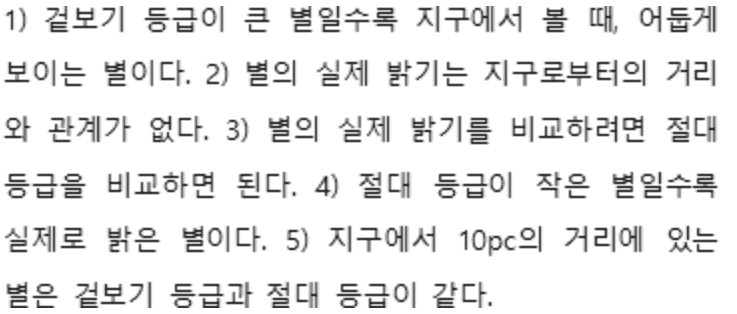 1) 겉보기 등급이 큰 별일수록 지구에서 볼 때, 어둡게
보이는 별이다. 2) 별의 실제 밝기는 지구로부터의 거리
와 관계가 없다. 3) 별의 실제 밝기를 비교하려면 절대
등급을 비교하면 된다. 4) 절대 등급이 작은 별일수록
실제로 밝은 별이다. 5) 지구에서 10pc의 거리에 있는
별은 겉보기 등급과 절대 등급이 같다.